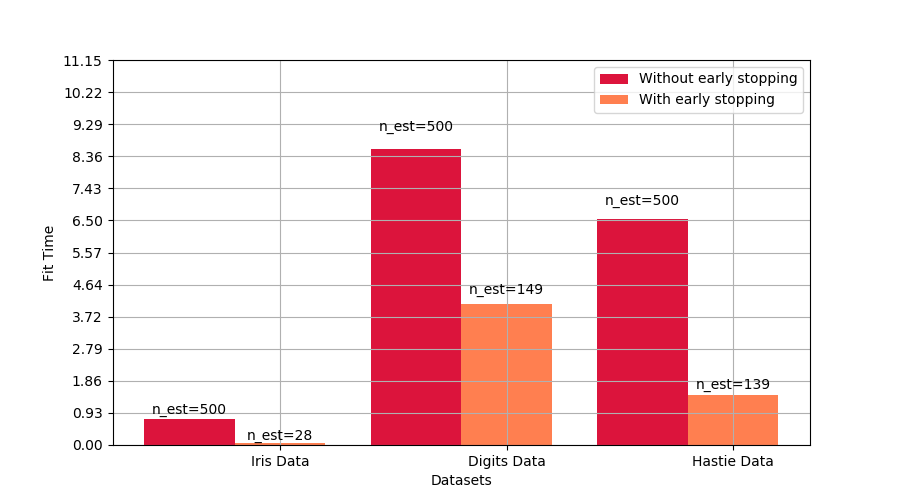 11.15
10.22
9.29
8.36
7.43
6.50
5.57
4.64
3.72
2.79
1.86
0.93
0.00
Fit Time
Without early stopping
With early stopping
n_est=500
n_est=28
n_est=500
n_est=149
n_est=500
n_est=139
Iris Data
Digits Data
Hastie Data
Datasets